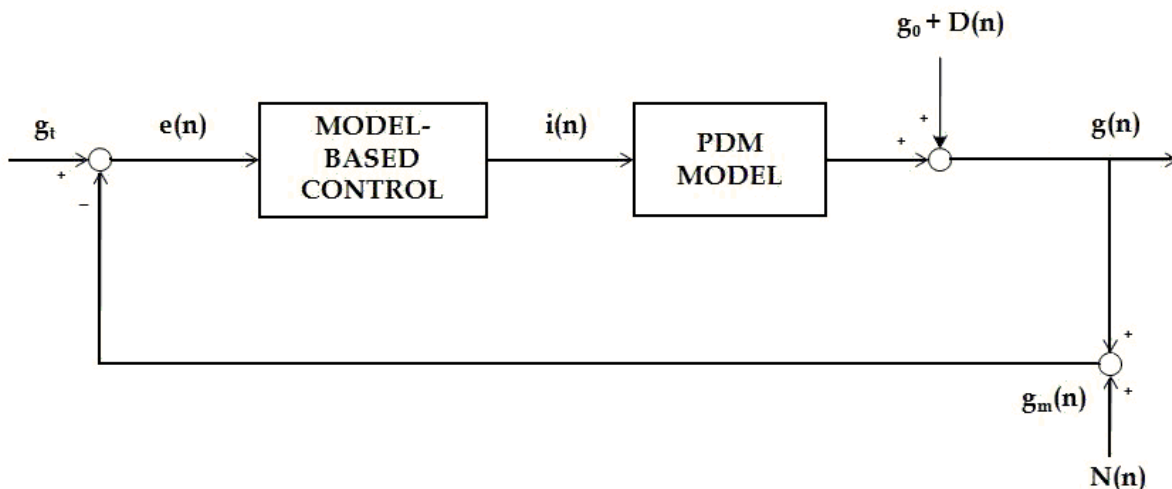 g₀ + D(n)
gₜ
e(n)
MODEL-
BASED
CONTROL
i(n)
PDM
MODEL
g(n)
+
+
+
−
+
gₘ(n)
+
N(n)